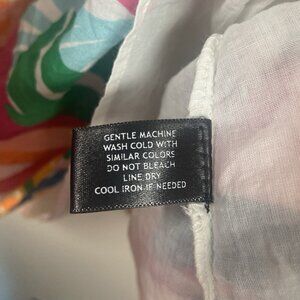 GENTLE MACHINE
WASH COLD WITH
SIMILAR COLORS
DO NOT BLEACH
LINE DRY
COOL IRON IF NEEDED